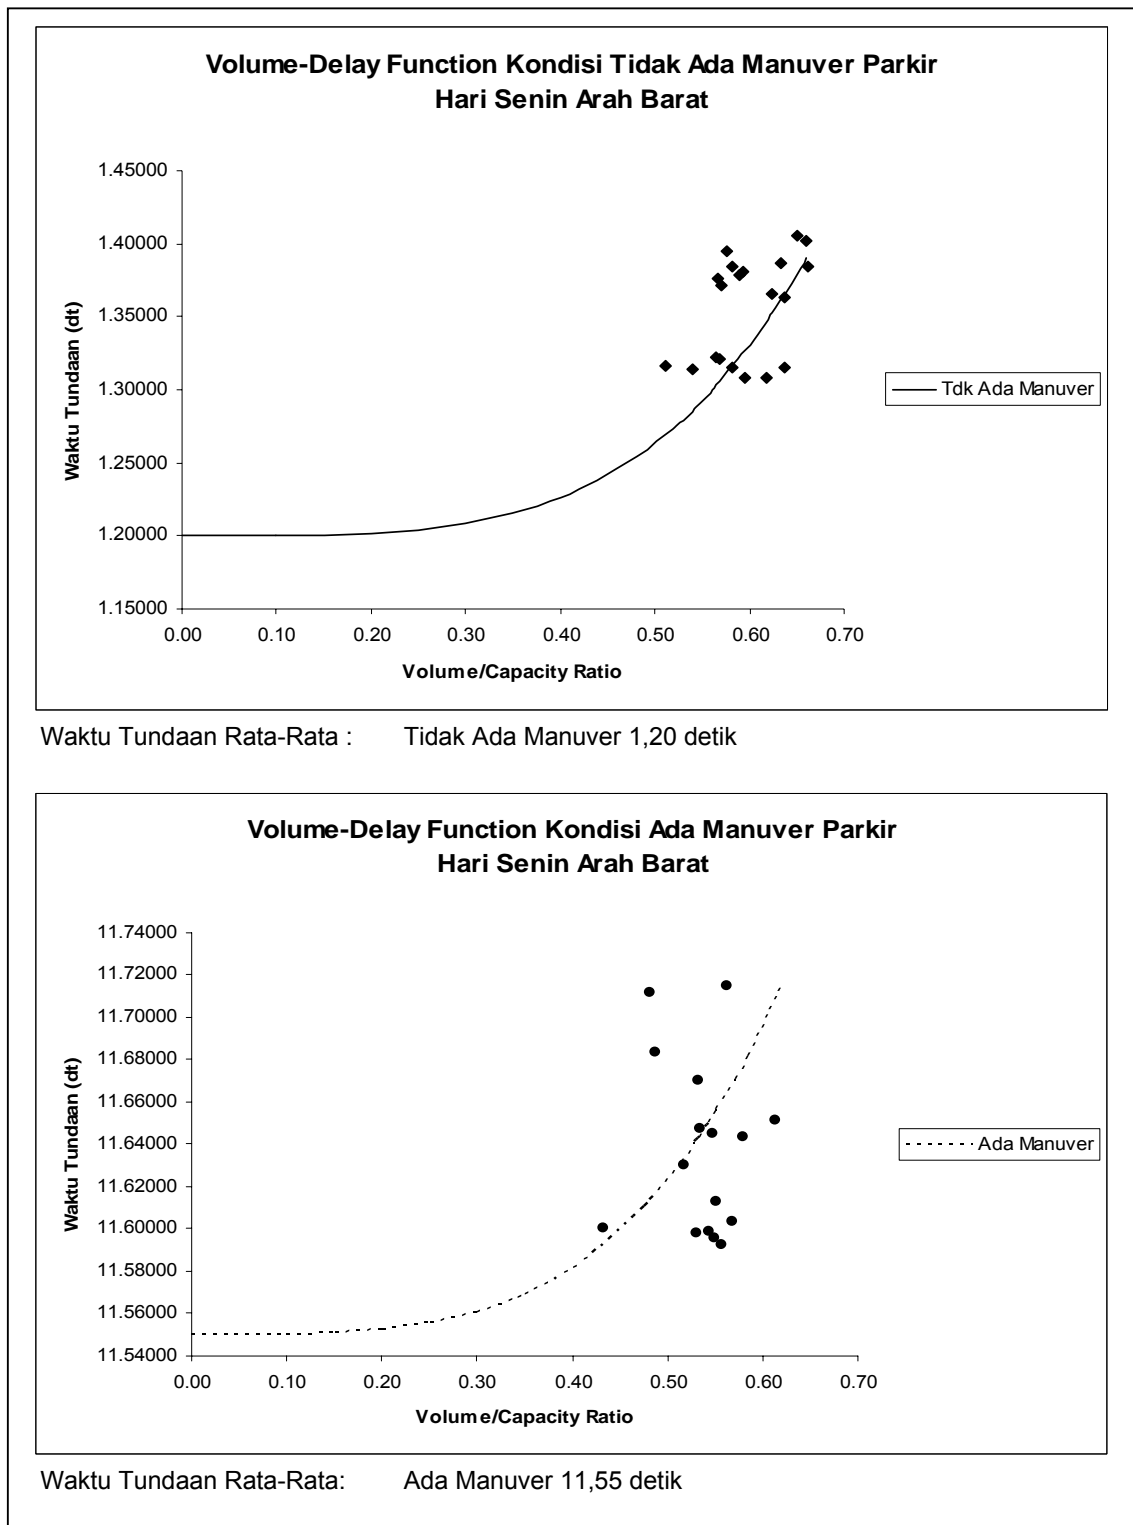 Volume-Delay Function Kondisi Tidak Ada Manuver Parkir
Hari Senin Arah Barat
1.45000
1.40000
1.35000
1.30000
1.25000
1.20000
1.15000
Waktu Tundaan (dt)
0.00 0.10 0.20 0.30 0.40 0.50 0.60 0.70
Volume/Capacity Ratio
Tdk Ada Manuver
Waktu Tundaan Rata-Rata : Tidak Ada Manuver 1,20 detik
Volume-Delay Function Kondisi Ada Manuver Parkir
Hari Senin Arah Barat
11.74000
11.72000
11.70000
11.68000
11.66000
11.64000
11.62000
11.60000
11.58000
11.56000
11.54000
Waktu Tundaan (dt)
0.00 0.10 0.20 0.30 0.40 0.50 0.60 0.70
Volume/Capacity Ratio
Ada Manuver
Waktu Tundaan Rata-Rata: Ada Manuver 11,55 detik